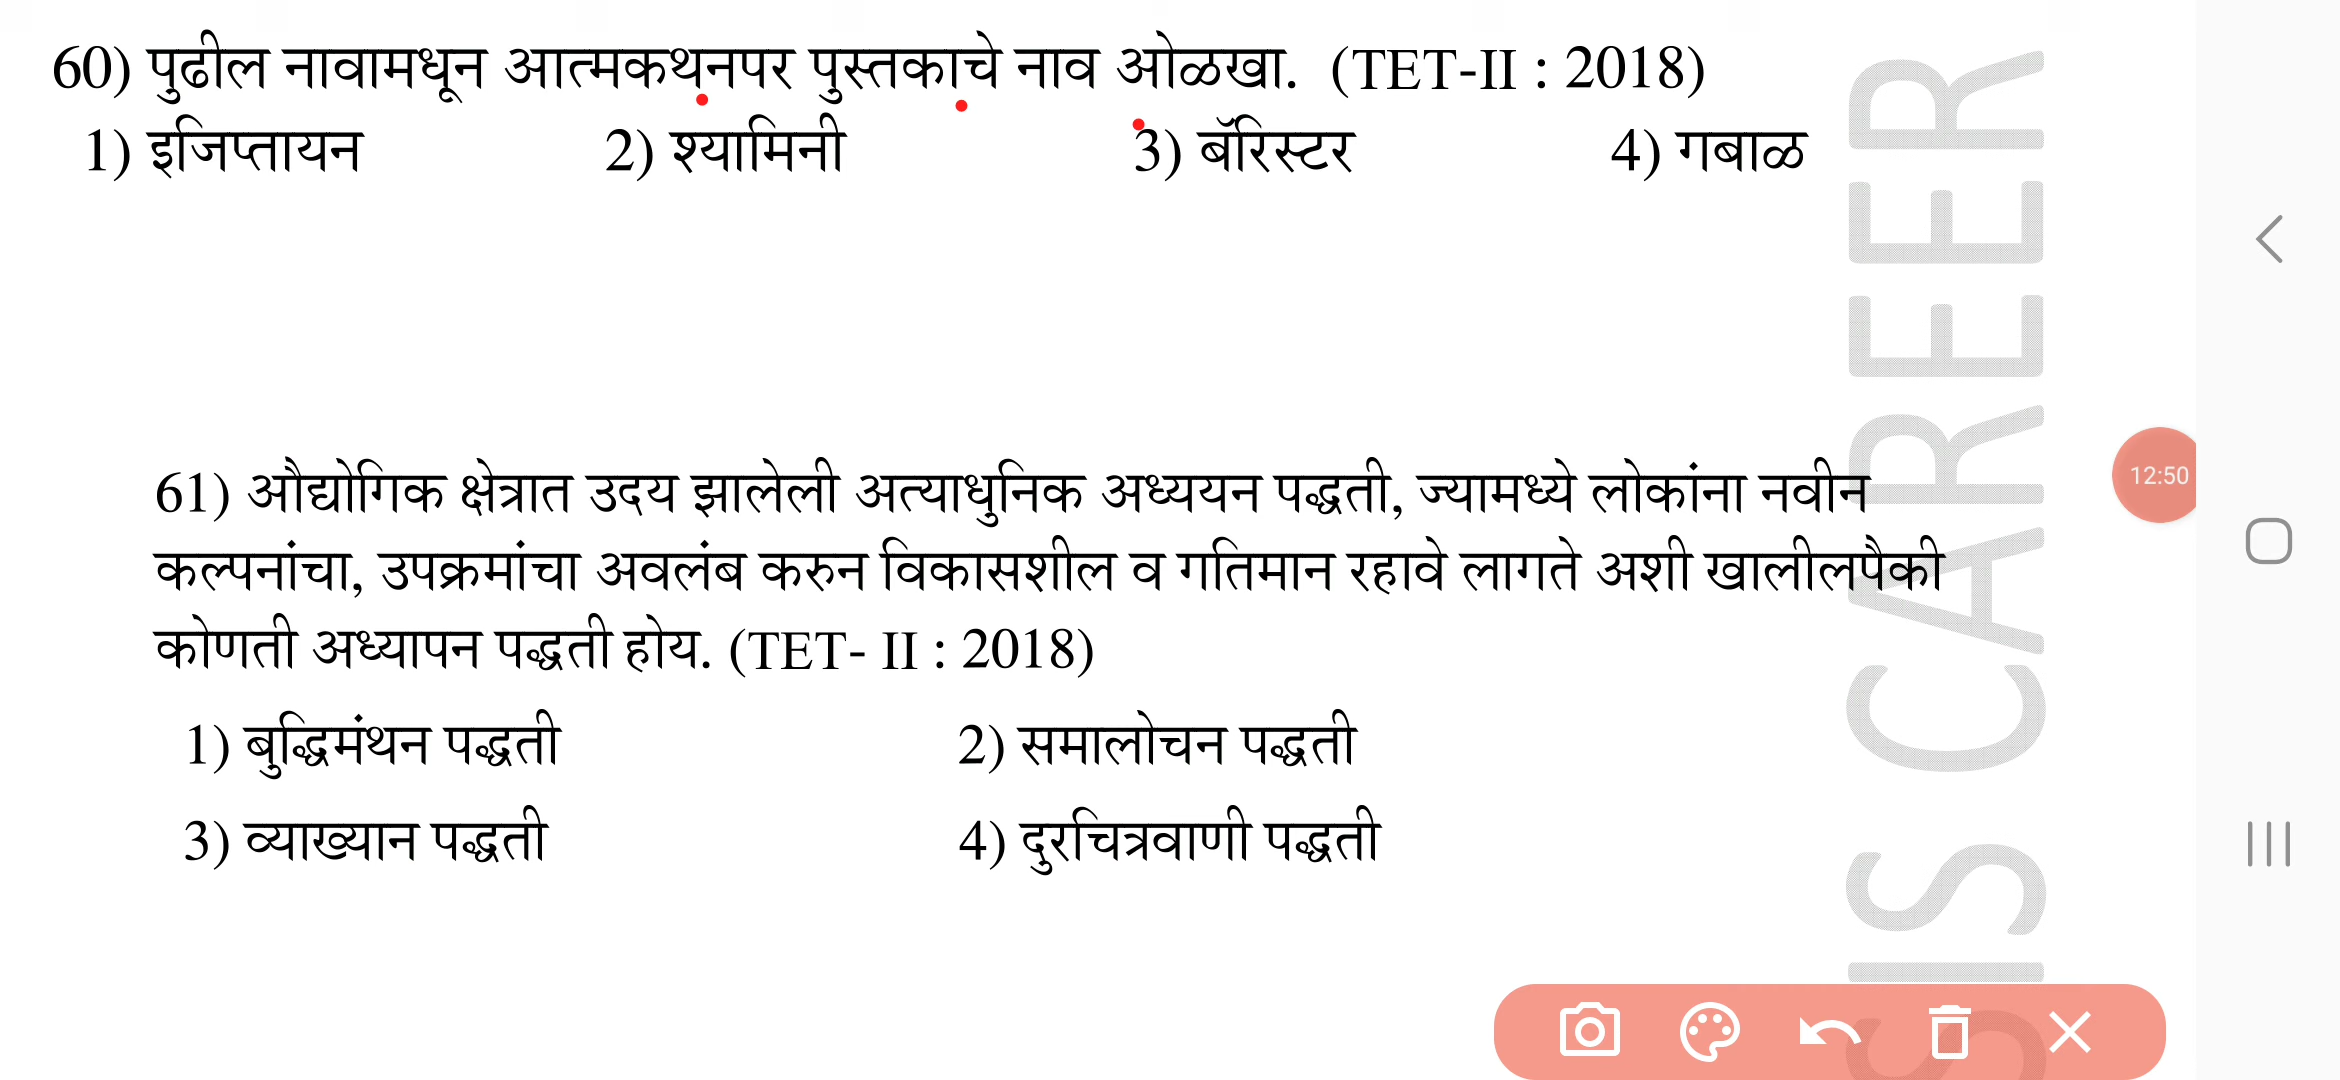 60) पुढील नावामधून आत्मकथनपर पुस्तकाचे नाव ओळखा. (TET-II : 2018)
1) इजिप्तायन 2) श्यामिनी 3) बॅरिस्टर 4) गबाळ
61) औद्योगिक क्षेत्रात उदय झालेली अत्याधुनिक अध्ययन पद्धती, ज्यामध्ये लोकांना नवीन
कल्पनांचा, उपक्रमांचा अवलंब करुन विकासशील व गतिमान रहावे लागते अशी खालीलपैकी
कोणती अध्यापन पद्धती होय. (TET- II : 2018)
1) बुद्धिमंथन पद्धती 2) समालोचन पद्धती
3) व्याख्यान पद्धती 4) दुरचित्रवाणी पद्धती
12:50
IS CAREER